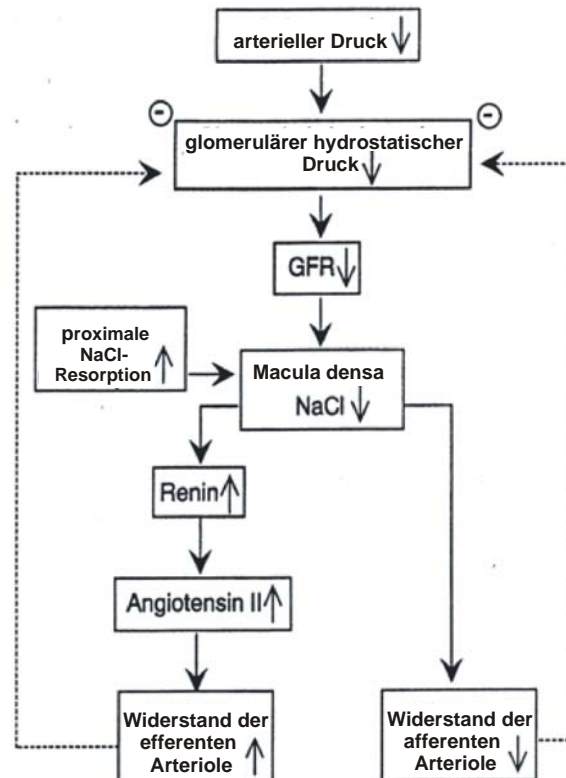 arterieller Druck ↓
⊖
⊖
glomerulärer hydrostatischer
Druck ↓
GFR ↓
proximale
NaCl-
Resorption ↑
Macula densa
NaCl ↓
Renin ↑
Angiotensin II ↑
Widerstand der
efferenten
Arteriole ↑
Widerstand der
afferenten
Arteriole ↓